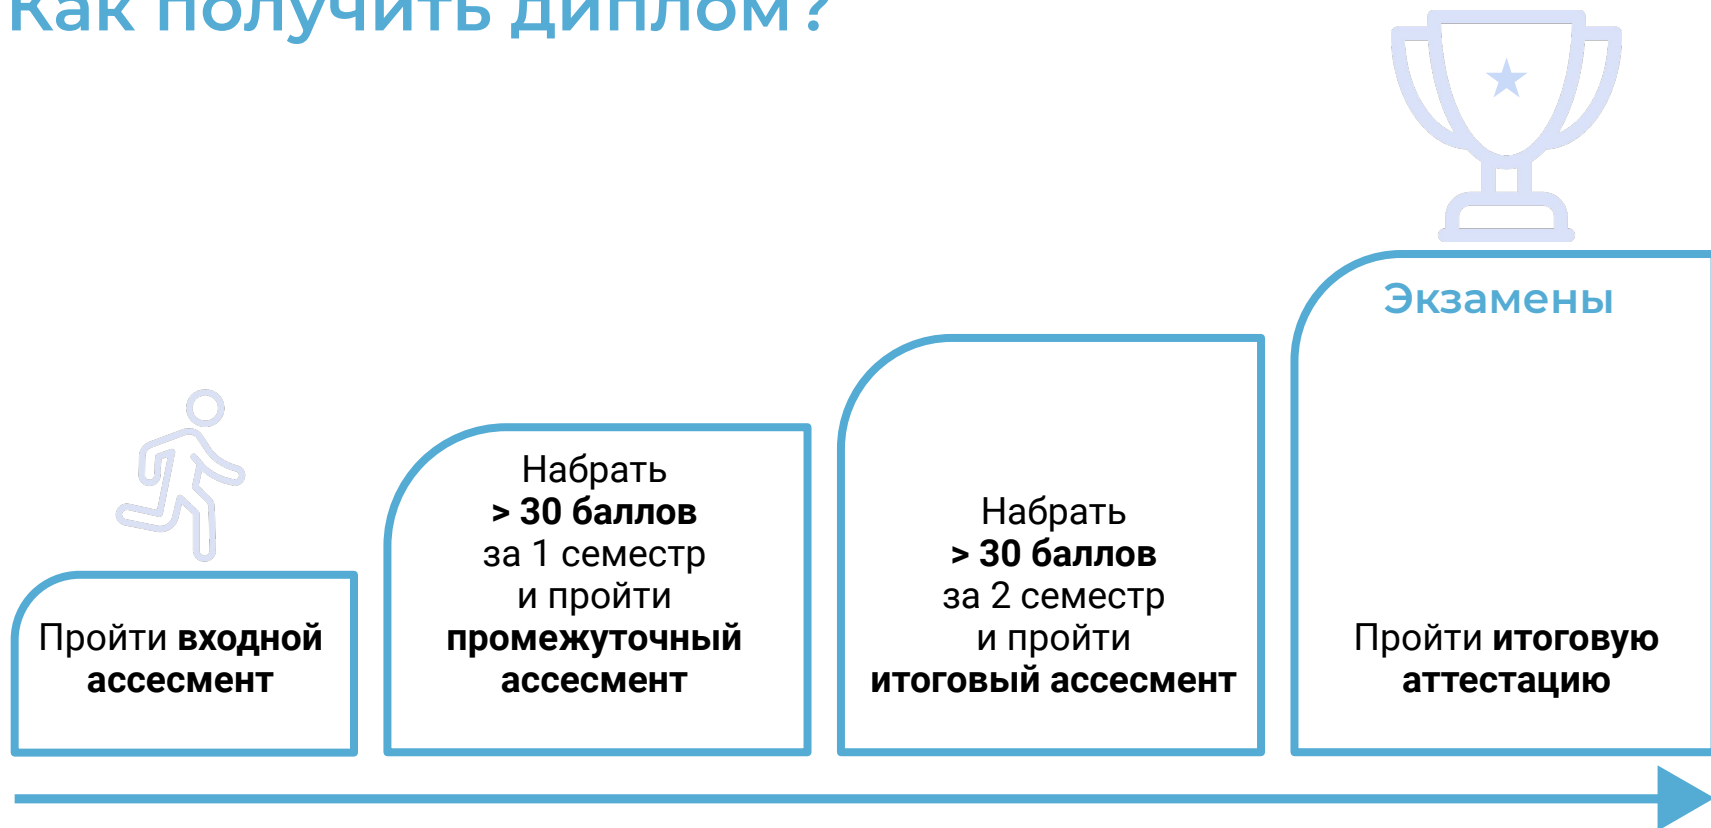 Как получить диплом?
Экзамены
Пройти входной
ассесмент
Набрать
> 30 баллов
за 1 семестр
и пройти
промежуточный
ассесмент
Набрать
> 30 баллов
за 2 семестр
и пройти
итоговый ассесмент
Пройти итоговую
аттестацию